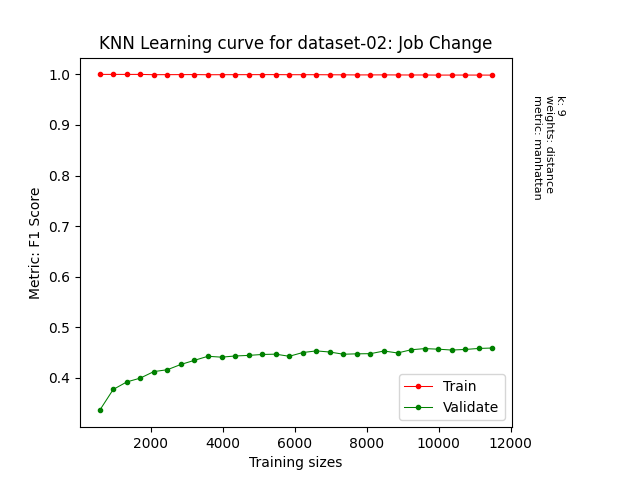 KNN Learning curve for dataset-02: Job Change
Metric: F1 Score
1.0
0.9
0.8
0.7
0.6
0.5
0.4
2000
4000
6000
8000
10000
12000
Training sizes
Train
Validate
k: 9
weights: distance
metric: manhattan